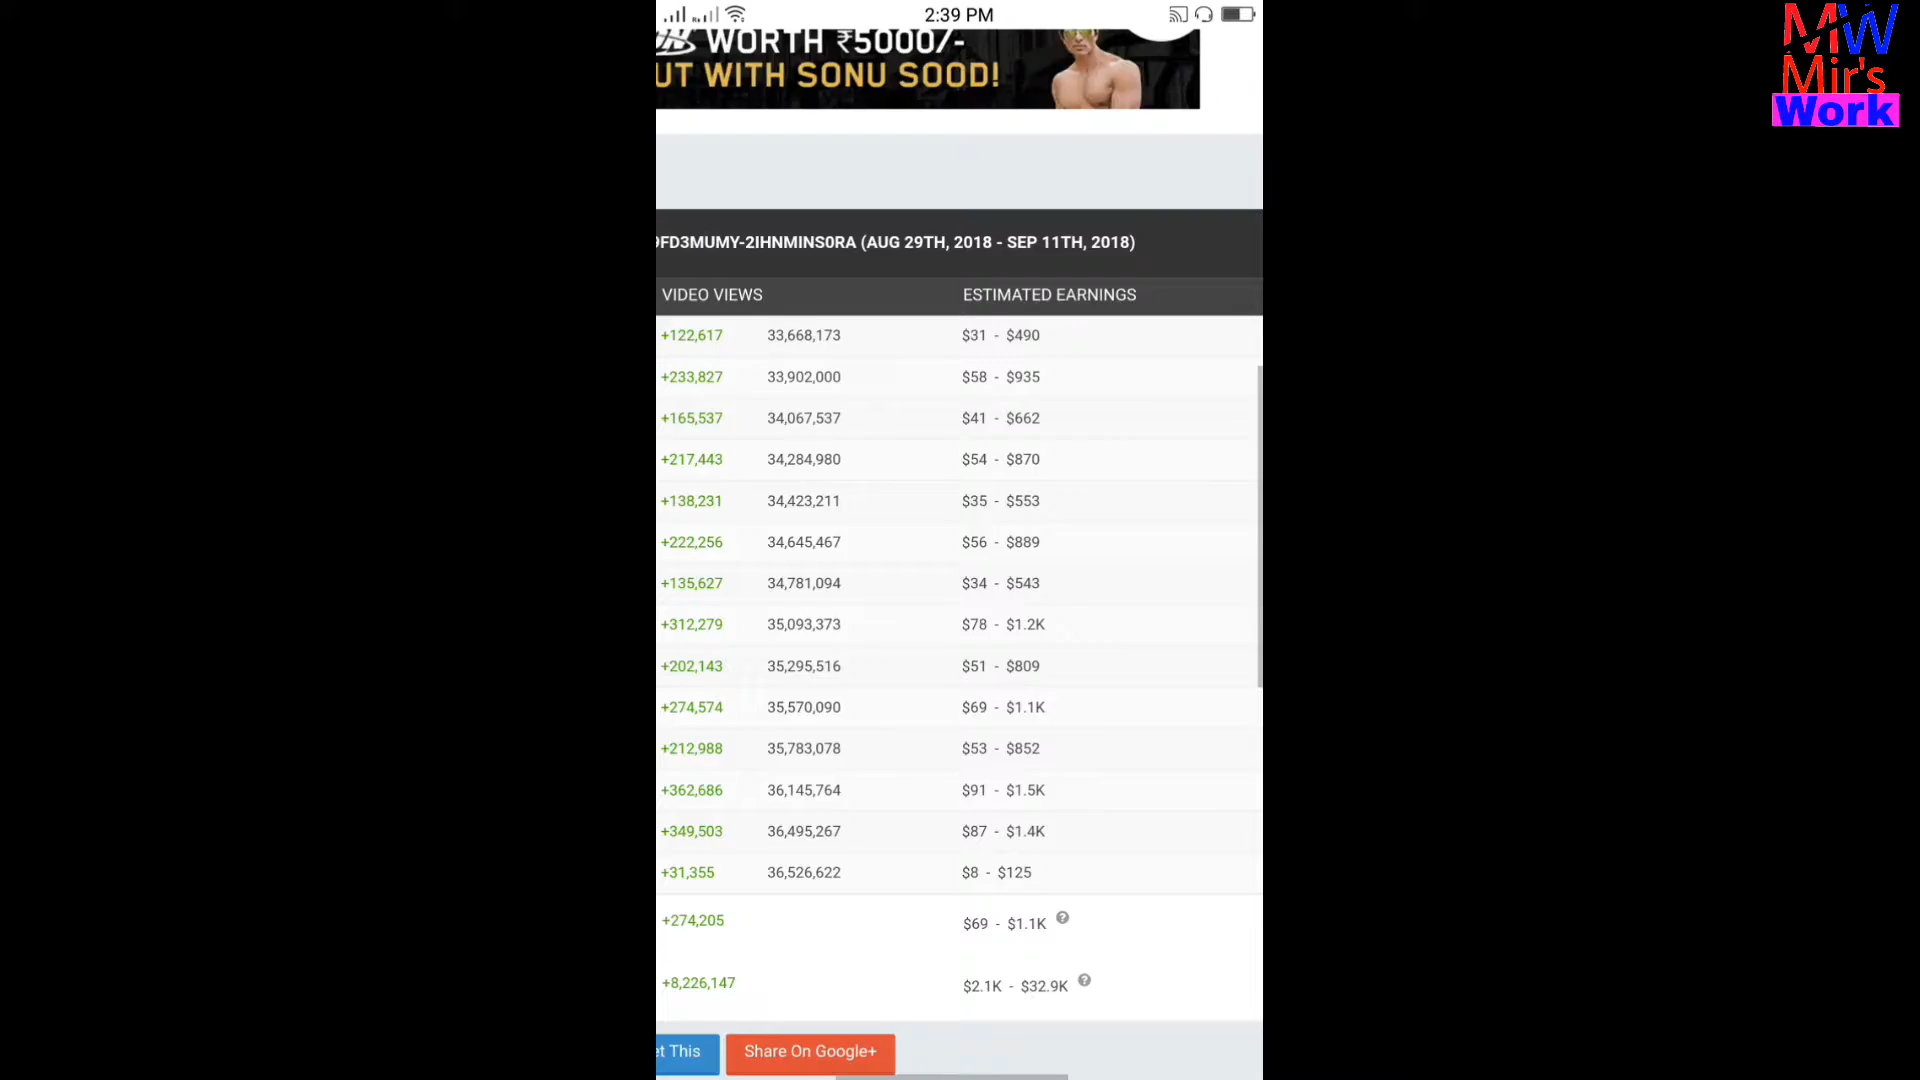 2:39 PM
WORTH ₹5000/-
UT WITH SONU SOOD!
MW
Mir's
Work
9FD3MUMY-2IHNMINS0RA (AUG 29TH, 2018 - SEP 11TH, 2018)
VIDEO VIEWS ESTIMATED EARNINGS
+122,617 33,668,173 $31 - $490
+233,827 33,902,000 $58 - $935
+165,537 34,067,537 $41 - $662
+217,443 34,284,980 $54 - $870
+138,231 34,423,211 $35 - $553
+222,256 34,645,467 $56 - $889
+135,627 34,781,094 $34 - $543
+312,279 35,093,373 $78 - $1.2K
+202,143 35,295,516 $51 - $809
+274,574 35,570,090 $69 - $1.1K
+212,988 35,783,078 $53 - $852
+362,686 36,145,764 $91 - $1.5K
+349,503 36,495,267 $87 - $1.4K
+31,355 36,526,622 $8 - $125
+274,205 $69 - $1.1K ?
+8,226,147 $2.1K - $32.9K ?
et This Share On Google+